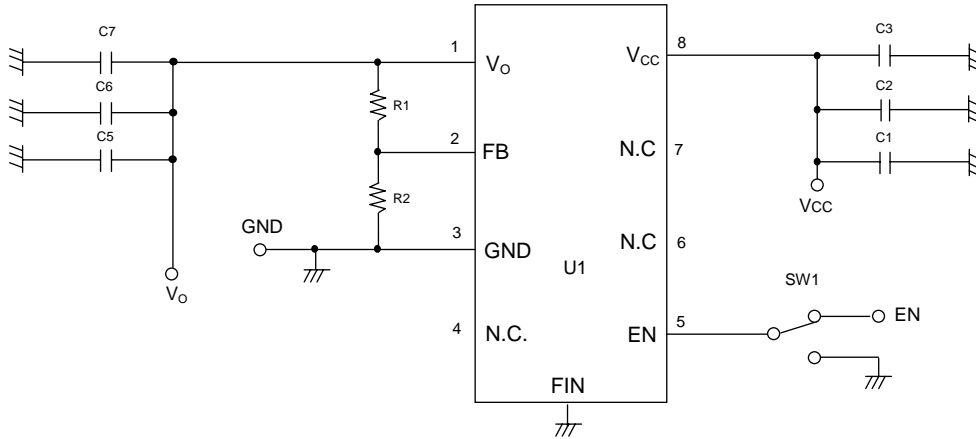 C7
1
VO
8
VCC
C3
C6
R1
C2
C5
2
FB
N.C
7
C1
R2
VCC
GND
3
GND
N.C
6
U1
SW1
VO
4
N.C.
EN
5
EN
FIN